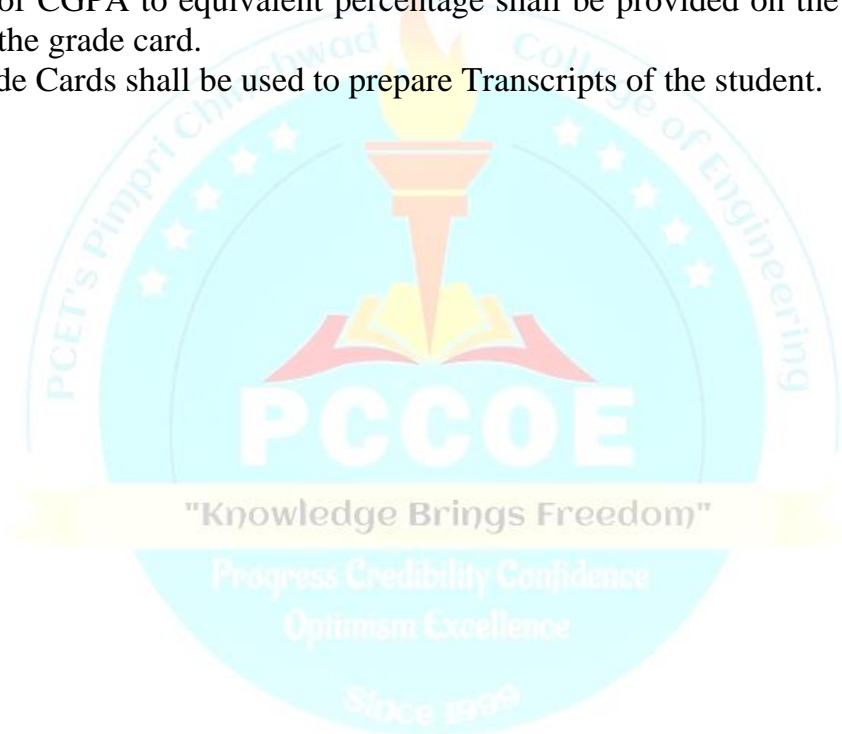 or CGPA to equivalent percentage shall be provided on the
the grade card.
de Cards shall be used to prepare Transcripts of the student.
PCET's Pimpri Chinchwad College of Engineering
PCCOE
"Knowledge Brings Freedom"
Progress Credibility Confidence
Optimism Excellence
Since 1999